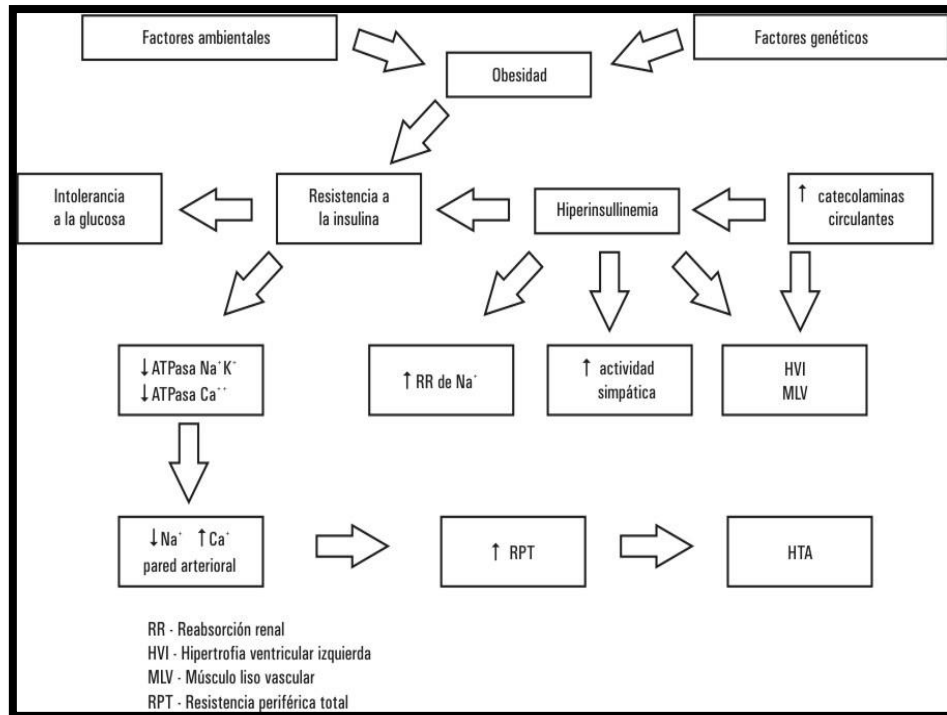 Factores ambientales
Factores genéticos
Obesidad
Intolerancia
a la glucosa
Resistencia a
la insulina
Hiperinsullinemia
↑ catecolaminas
circulantes
↓ATPasa Na⁺K⁺
↓ATPasa Ca⁺⁺
↑ RR de Na⁺
↑ actividad
simpática
HVI
MLV
↓Na⁺ ↑Ca⁺
pared arteriorial
↑ RPT
HTA
RR - Reabsorción renal
HVI - Hipertrofia ventricular izquierda
MLV - Músculo liso vascular
RPT - Resistencia periférica total